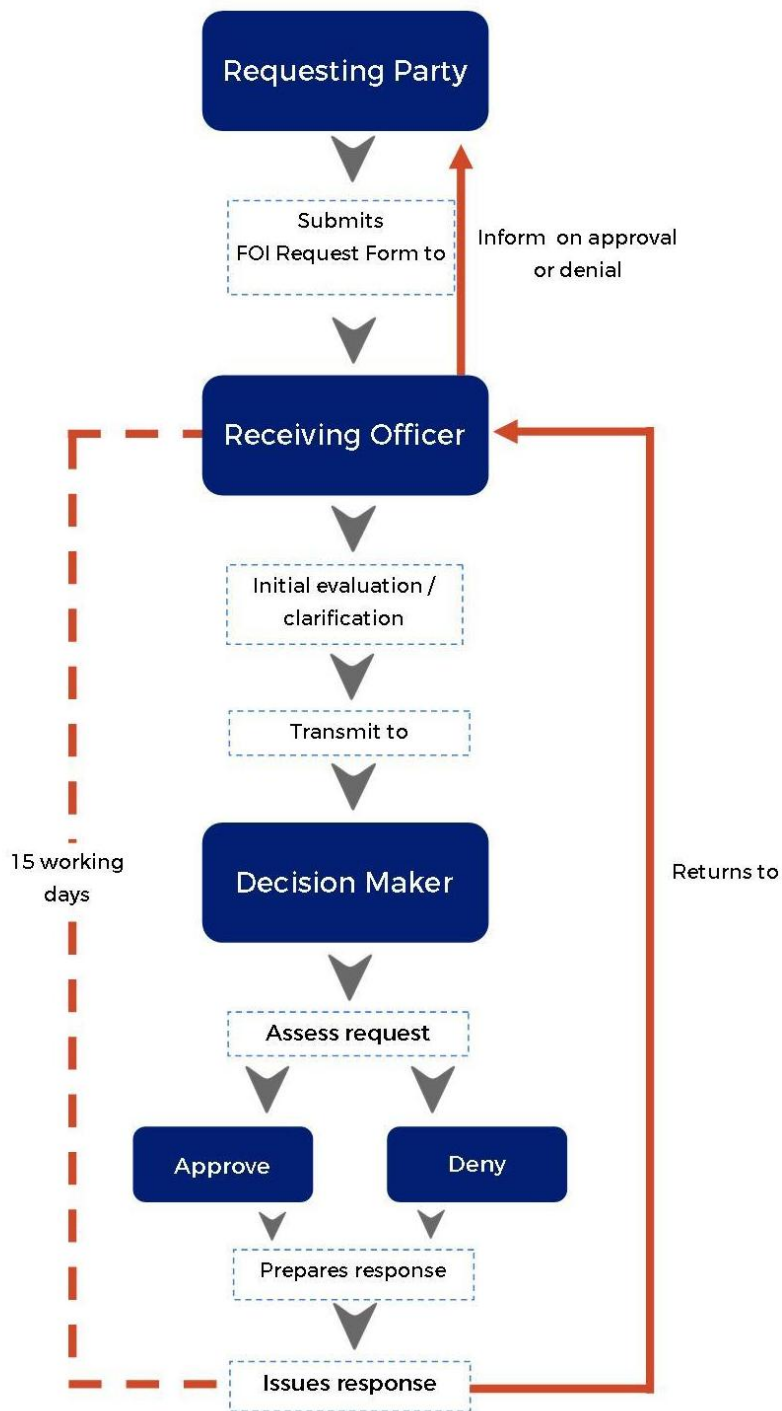 Requesting Party
Submits
FOI Request Form to
Inform on approval
or denial
Receiving Officer
Initial evaluation /
clarification
Transmit to
15 working
days
Decision Maker
Returns to
Assess request
Approve
Deny
Prepares response
Issues response